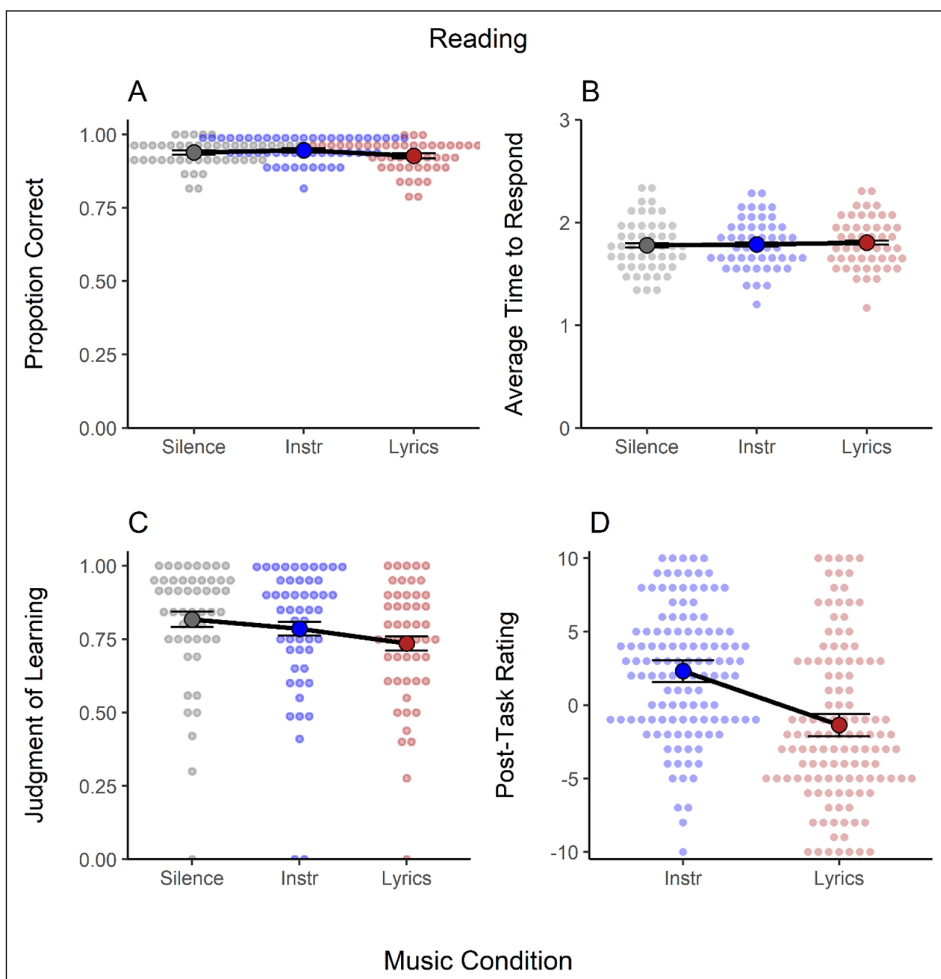 Reading
A
Propotion Correct
1.00
0.75
0.50
0.25
0.00
Silence Instr Lyrics
B
Average Time to Respond
3
2
1
0
Silence Instr Lyrics
C
Judgment of Learning
1.00
0.75
0.50
0.25
0.00
Silence Instr Lyrics
D
Post-Task Rating
10
5
0
-5
-10
Instr Lyrics
Music Condition